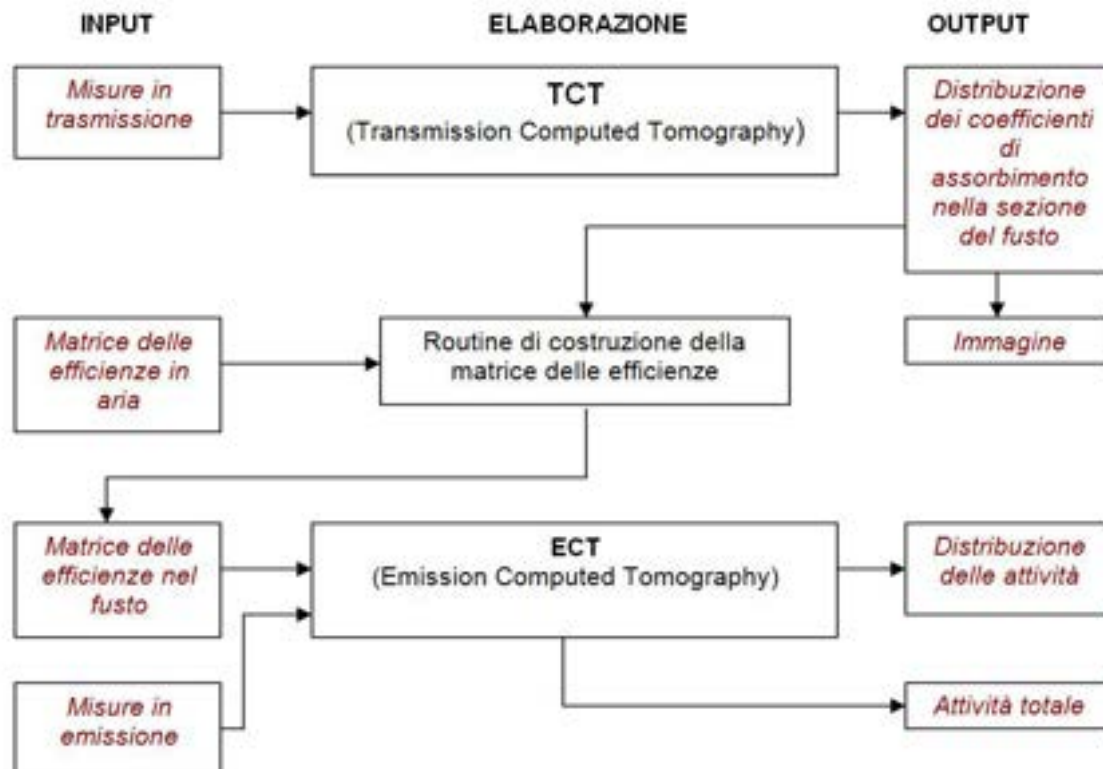 INPUT
ELABORAZIONE
OUTPUT
Misure in
trasmissione
TCT
(Transmission Computed Tomography)
Distribuzione
dei coefficienti
di
assorbimento
nella sezione
del fusto
Matrice delle
efficienze in
aria
Routine di costruzione della
matrice delle efficienze
Immagine
Matrice delle
efficienze nel
fusto
ECT
(Emission Computed Tomography)
Distribuzione
delle attività
Misure in
emissione
Attività totale